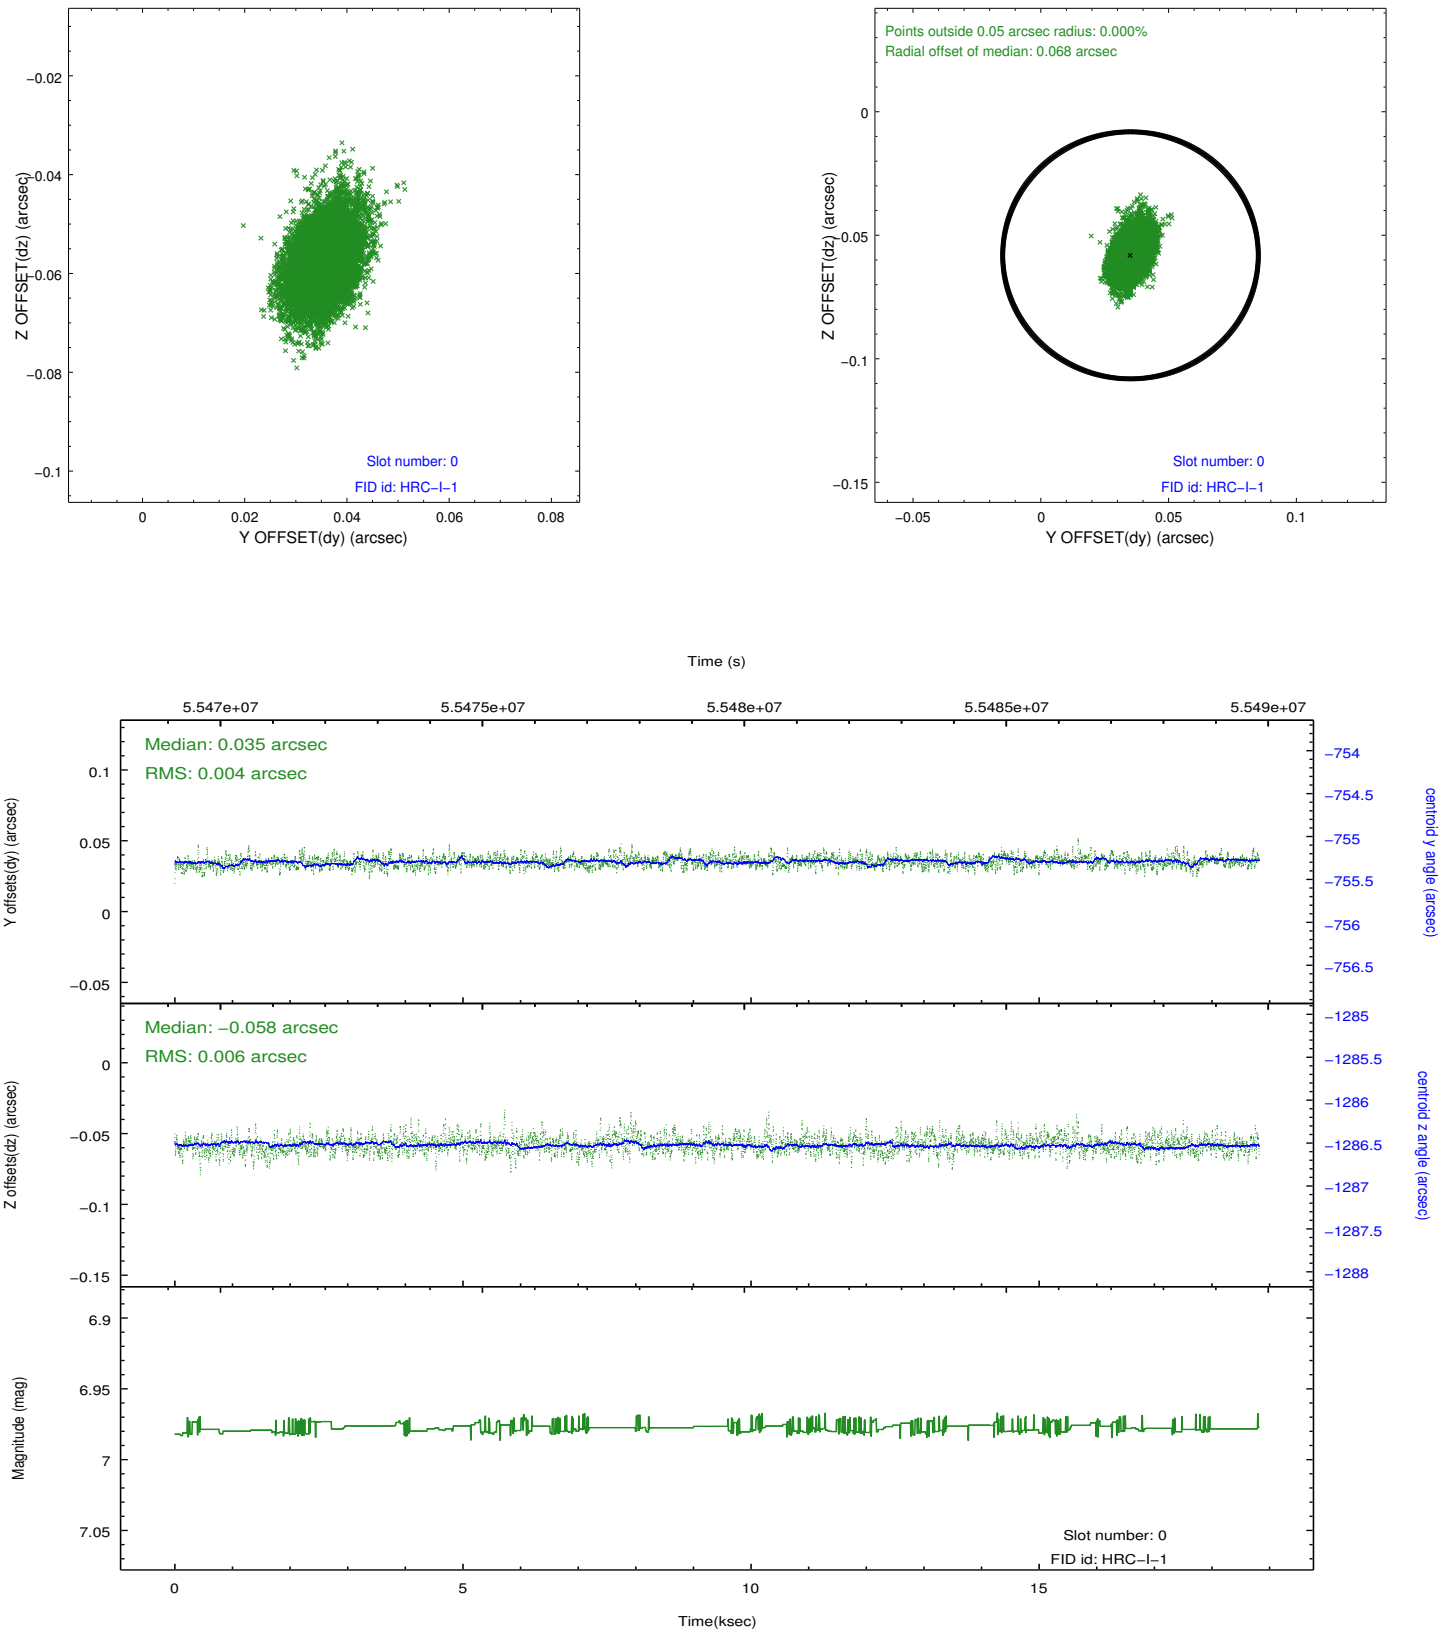 −0.02
−0.04
−0.06
−0.08
−0.1
Z OFFSET(dz) (arcsec)
0
0.02
0.04
0.06
0.08
Y OFFSET(dy) (arcsec)
Slot number: 0
FID id: HRC−I−1
Points outside 0.05 arcsec radius: 0.000%
Radial offset of median: 0.068 arcsec
0
−0.05
−0.1
−0.15
Z OFFSET(dz) (arcsec)
−0.05
0
0.05
0.1
Y OFFSET(dy) (arcsec)
Slot number: 0
FID id: HRC−I−1
Time (s)
5.547e+07
5.5475e+07
5.548e+07
5.5485e+07
5.549e+07
Median: 0.035 arcsec
RMS: 0.004 arcsec
0.1
0.05
0
−0.05
Y offsets(dy) (arcsec)
−754
−754.5
−755
−755.5
−756
−756.5
centroid y angle (arcsec)
Median: −0.058 arcsec
RMS: 0.006 arcsec
0
−0.05
−0.1
−0.15
Z offsets(dz) (arcsec)
−1285
−1285.5
−1286
−1286.5
−1287
−1287.5
−1288
centroid z angle (arcsec)
6.9
6.95
7
7.05
Magnitude (mag)
Slot number: 0
FID id: HRC−I−1
0
5
10
15
Time(ksec)